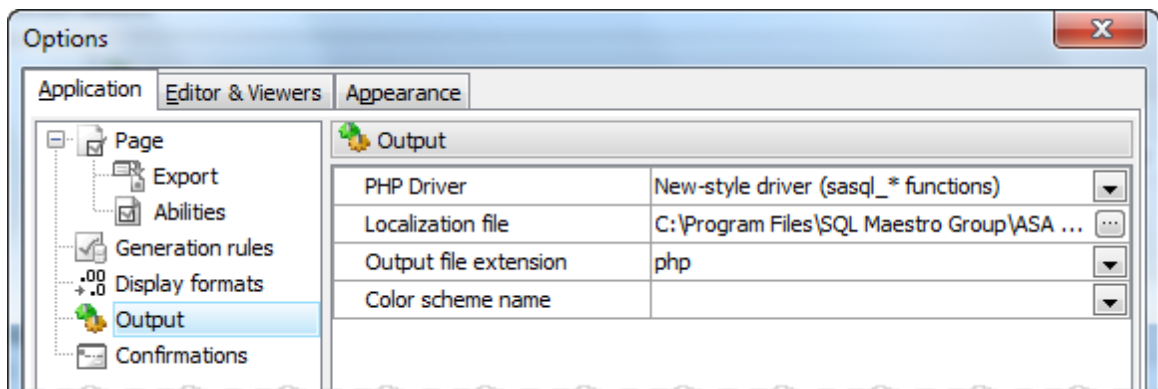 Options
Application Editor & Viewers Appearance
Page
Export
Abilities
Generation rules
Display formats
Output
Confirmations
Output
PHP Driver New-style driver (sasql_* functions)
Localization file C:\Program Files\SQL Maestro Group\ASA ... ...
Output file extension php
Color scheme name